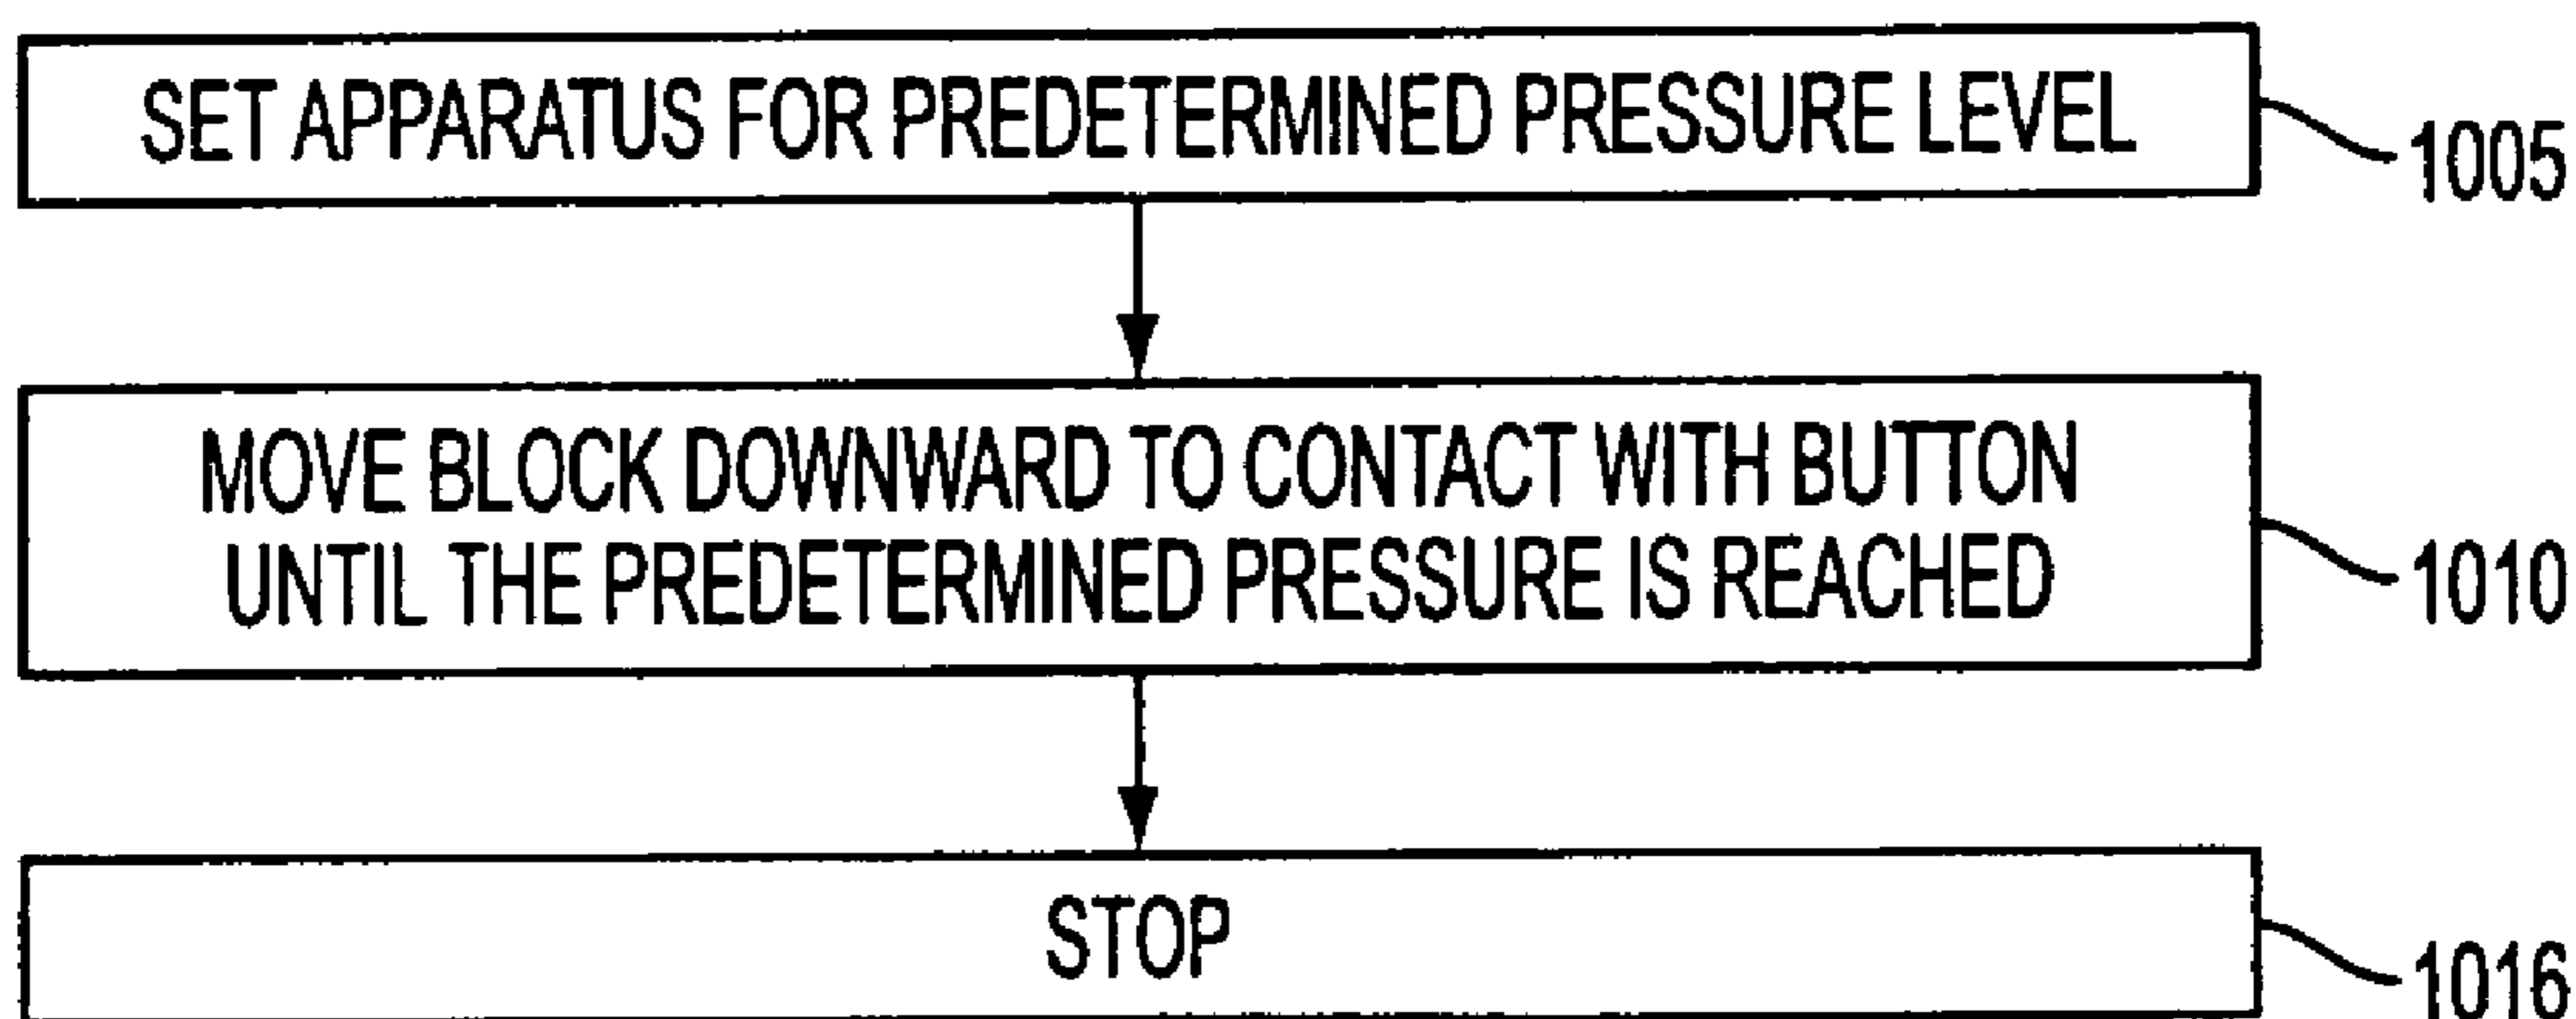 SET APPARATUS FOR PREDETERMINED PRESSURE LEVEL
1005
MOVE BLOCK DOWNWARD TO CONTACT WITH BUTTON
UNTIL THE PREDETERMINED PRESSURE IS REACHED
1010
STOP
1016